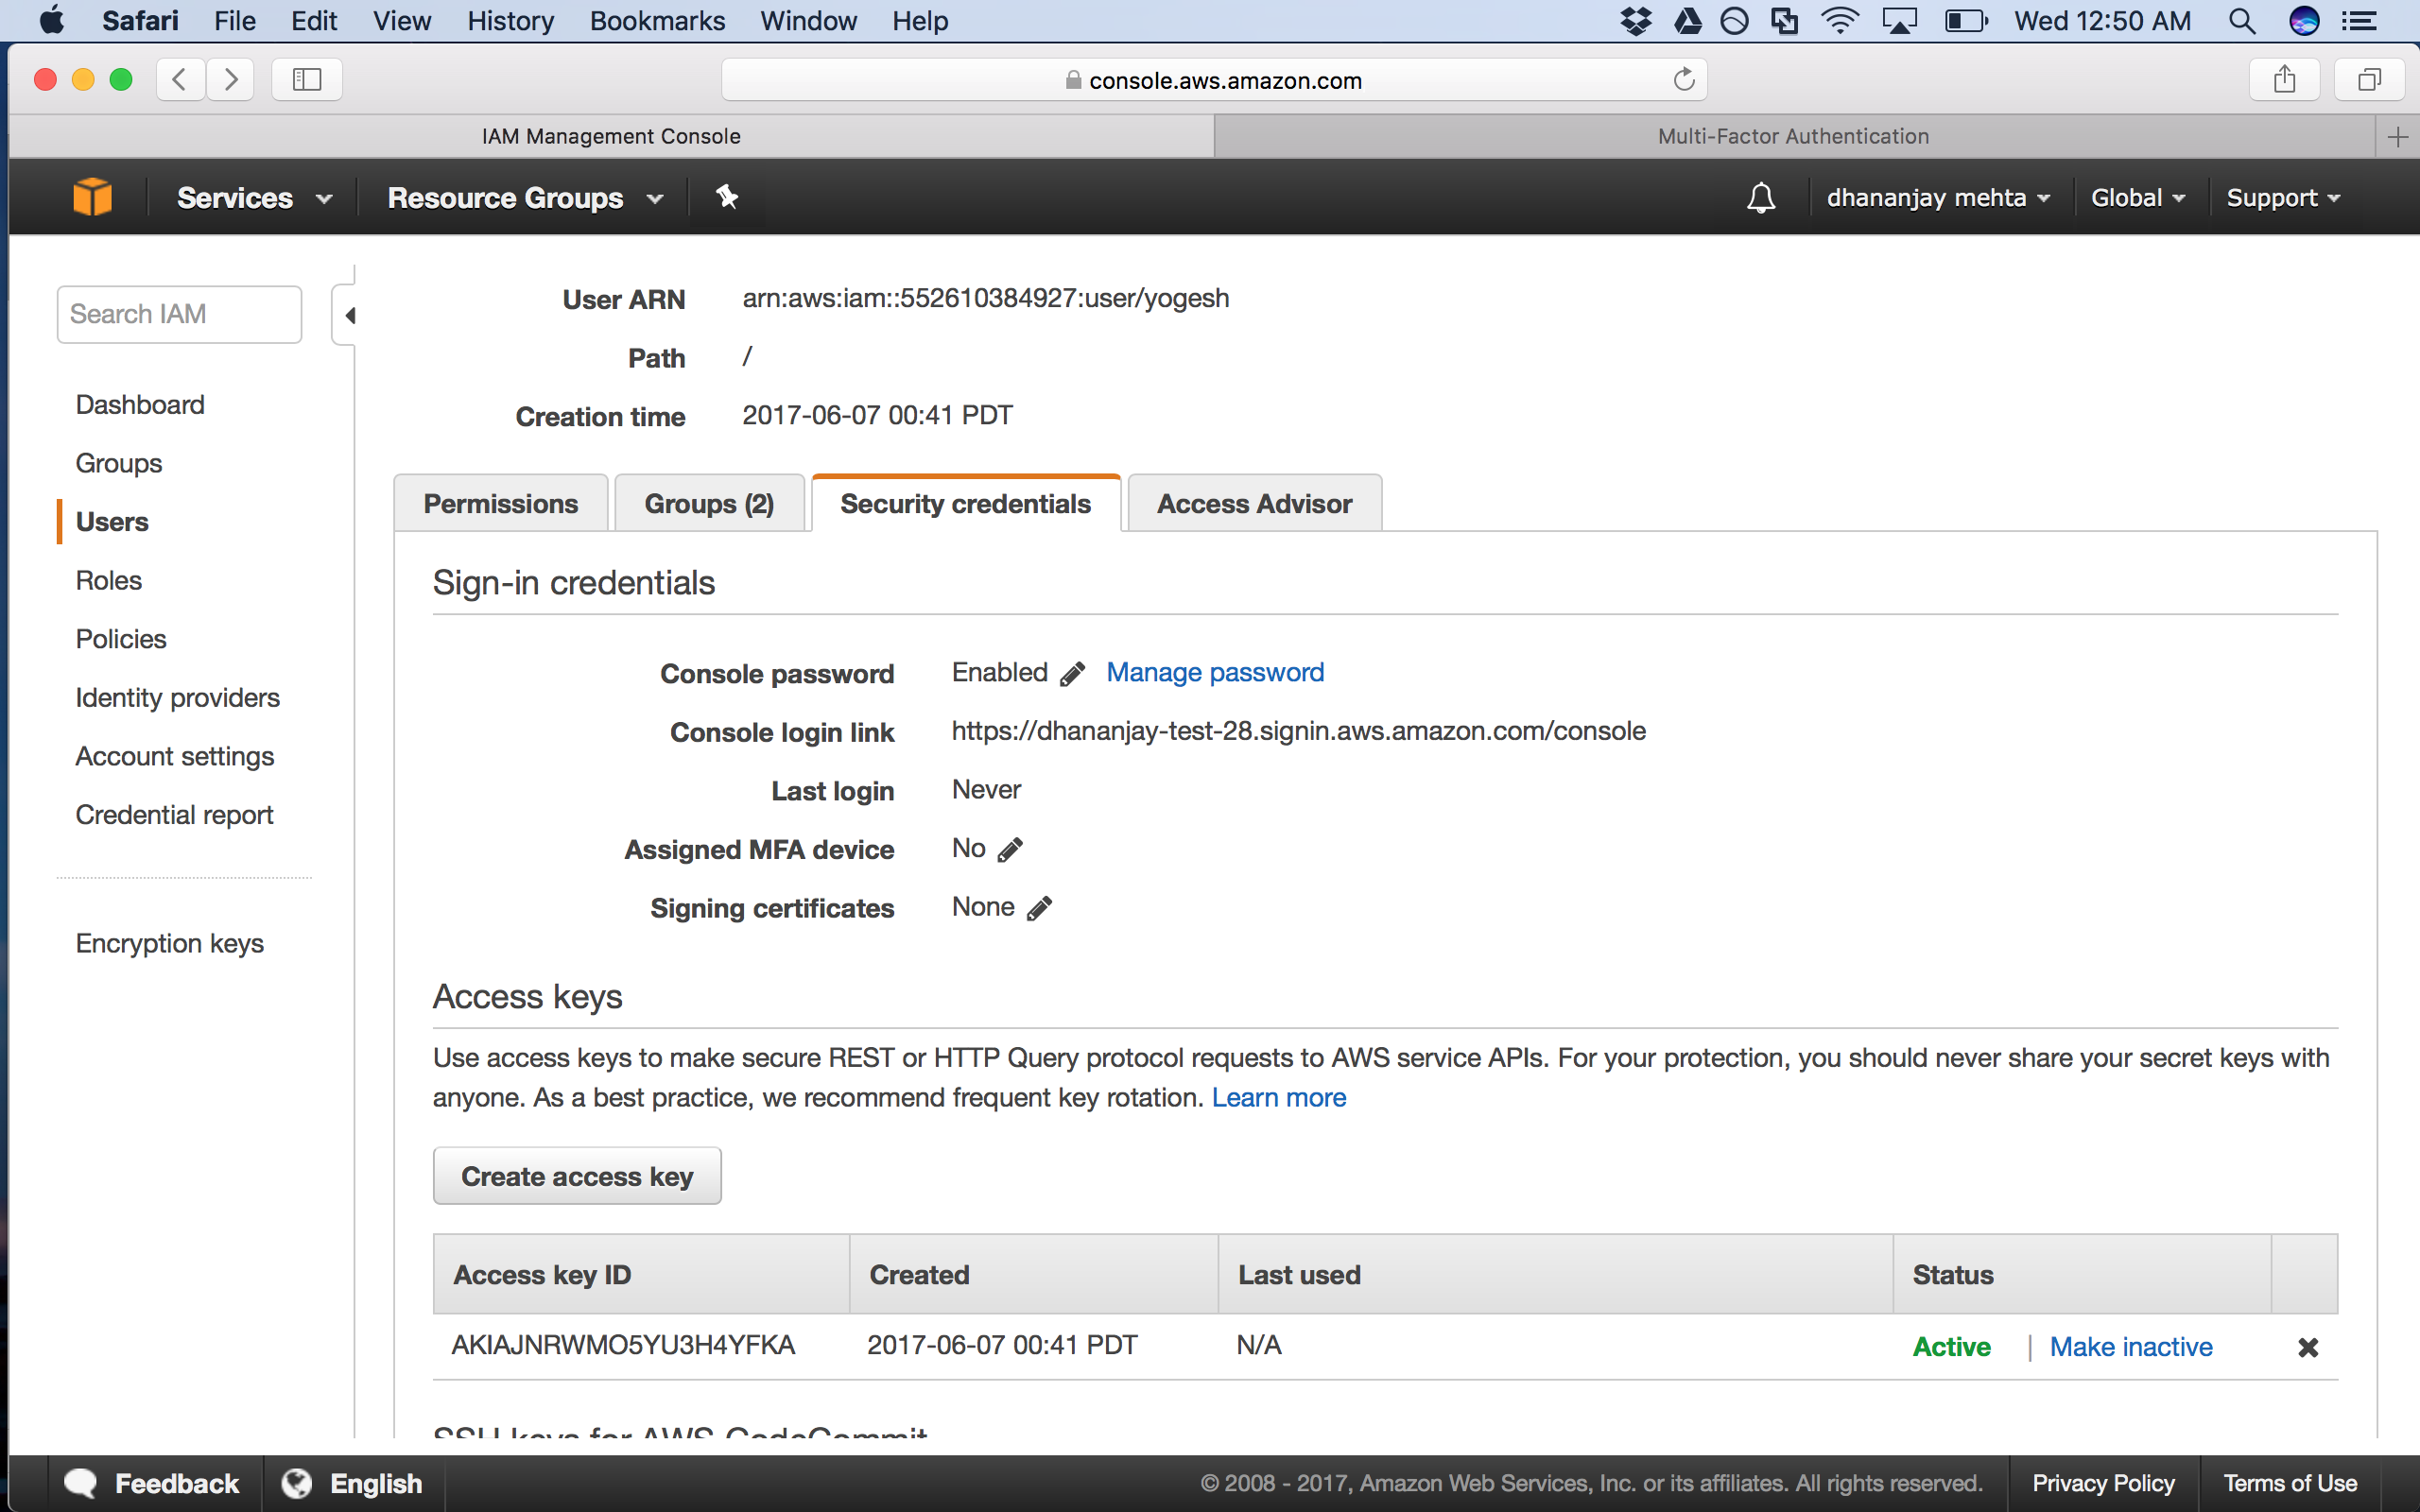 Safari File Edit View History Bookmarks Window Help Wed 12:50 AM
console.aws.amazon.com
IAM Management Console Multi-Factor Authentication
Services Resource Groups dhananjay mehta Global Support
Search IAM
Dashboard
Groups
Users
Roles
Policies
Identity providers
Account settings
Credential report
Encryption keys
User ARN arn:aws:iam::552610384927:user/yogesh
Path /
Creation time 2017-06-07 00:41 PDT
Permissions Groups (2) Security credentials Access Advisor
Sign-in credentials
Console password Enabled Manage password
Console login link https://dhananjay-test-28.signin.aws.amazon.com/console
Last login Never
Assigned MFA device No
Signing certificates None
Access keys
Use access keys to make secure REST or HTTP Query protocol requests to AWS service APIs. For your protection, you should never share your secret keys with
anyone. As a best practice, we recommend frequent key rotation. Learn more
Create access key
Access key ID Created Last used Status
AKIAJNRWMO5YU3H4YFKA 2017-06-07 00:41 PDT N/A Active | Make inactive
SSH keys for AWS CodeCommit
Feedback English © 2008 - 2017, Amazon Web Services, Inc. or its affiliates. All rights reserved. Privacy Policy Terms of Use